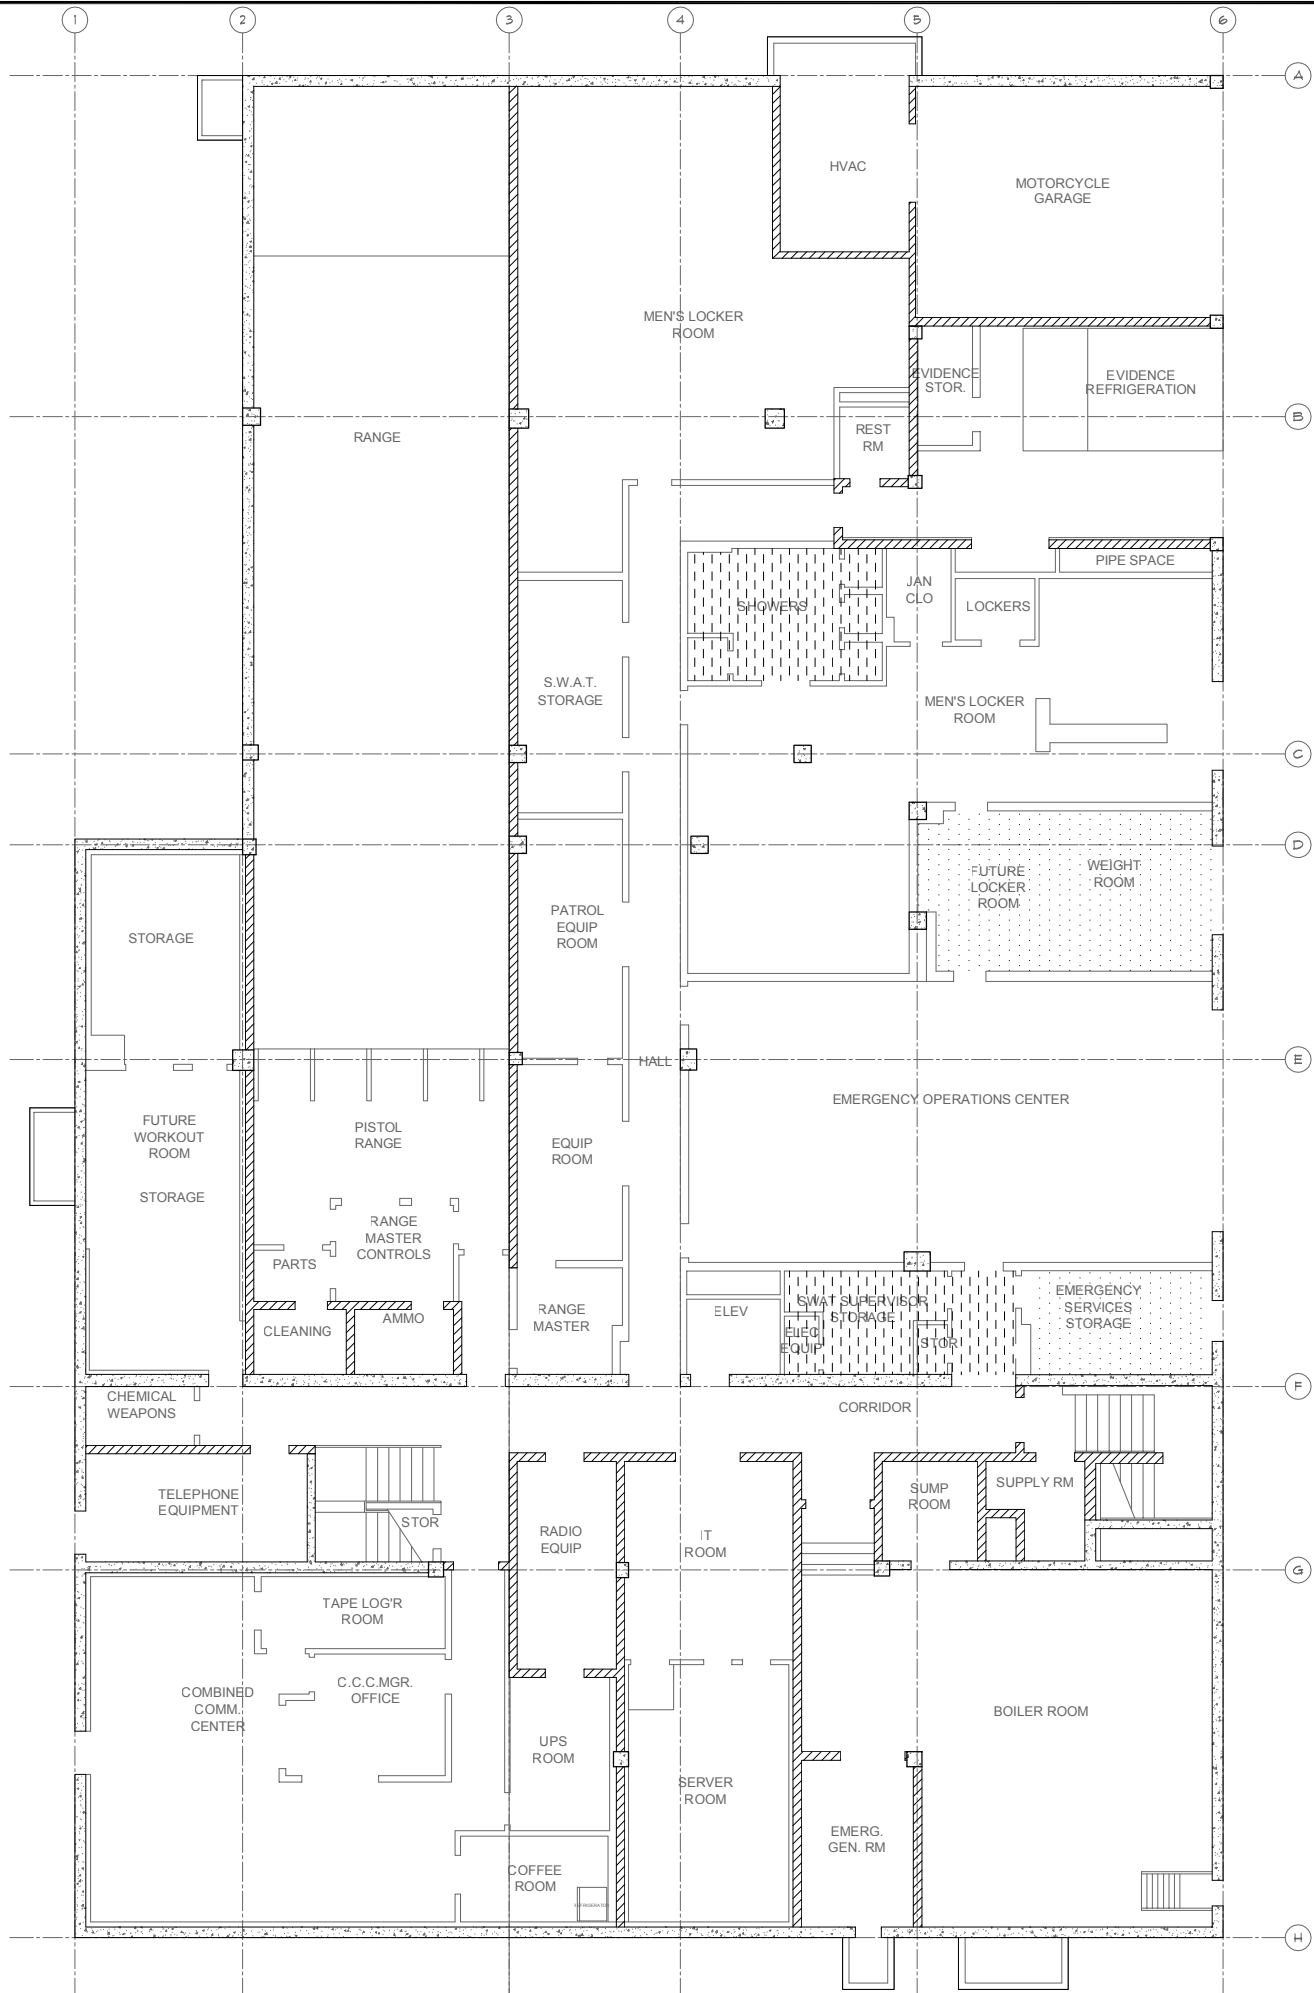 1
2
3
4
5
6
A
HVAC
MOTORCYCLE
GARAGE
MEN'S LOCKER
ROOM
EVIDENCE
STOR.
EVIDENCE
REFRIGERATION
B
REST
RM
RANGE
PIPE SPACE
JAN
CLO
LOCKERS
SHOWERS
S.W.A.T.
STORAGE
MEN'S LOCKER
ROOM
C
D
FUTURE
LOCKER
ROOM
WEIGHT
ROOM
PATROL
EQUIP
ROOM
STORAGE
HALL
E
EMERGENCY OPERATIONS CENTER
FUTURE
WORKOUT
ROOM
STORAGE
PISTOL
RANGE
EQUIP
ROOM
RANGE
MASTER
CONTROLS
PARTS
CLEANING
AMMO
RANGE
MASTER
ELEV
SWAT SUPERVISOR
STORAGE
ELEC
EQUIP
STOR
EMERGENCY
SERVICES
STORAGE
F
CHEMICAL
WEAPONS
CORRIDOR
TELEPHONE
EQUIPMENT
STOR
RADIO
EQUIP
IT
ROOM
SUMP
ROOM
SUPPLY RM
G
TAPE LOG'R
ROOM
C.C.C.MGR.
OFFICE
COMBINED
COMM.
CENTER
UPS
ROOM
SERVER
ROOM
BOILER ROOM
EMERG.
GEN. RM
COFFEE
ROOM
REFRIGERATOR
H